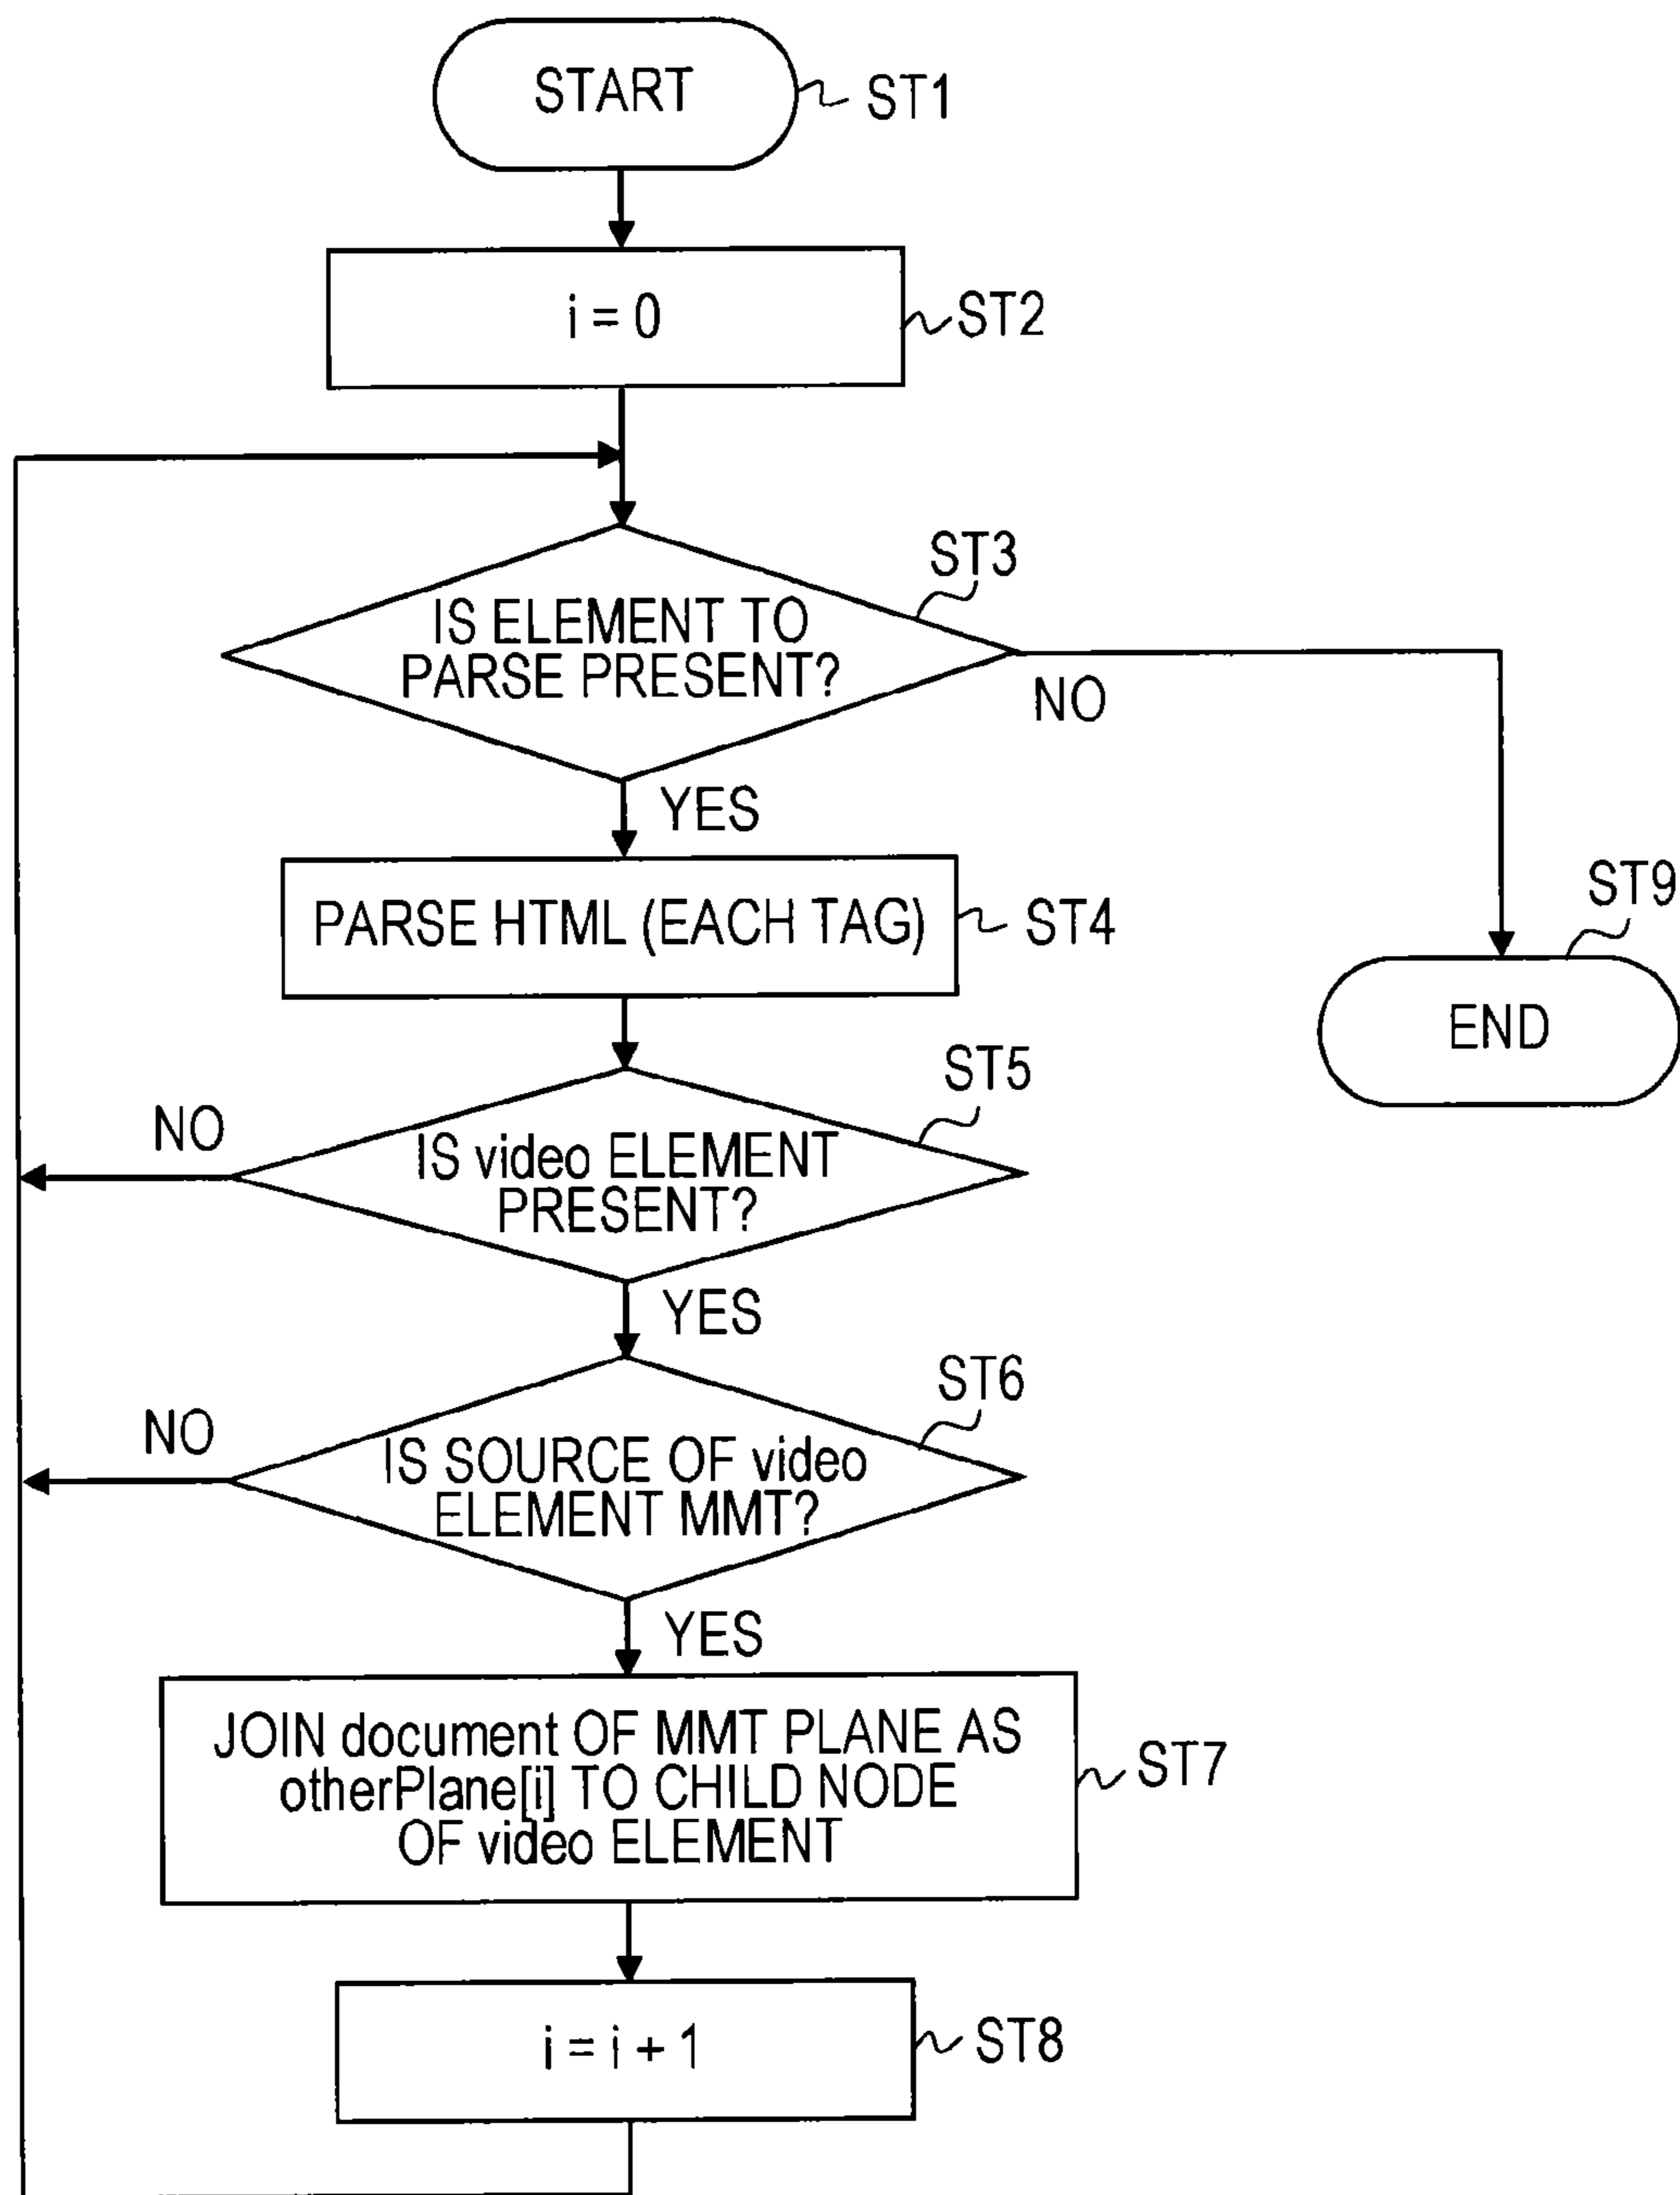 START
ST1
i = 0
ST2
ST3
IS ELEMENT TO
PARSE PRESENT?
NO
YES
PARSE HTML (EACH TAG)
ST4
ST9
END
ST5
NO
IS video ELEMENT
PRESENT?
YES
ST6
NO
IS SOURCE OF video
ELEMENT MMT?
YES
JOIN document OF MMT PLANE AS
otherPlane[i] TO CHILD NODE
OF video ELEMENT
ST7
i = i + 1
ST8